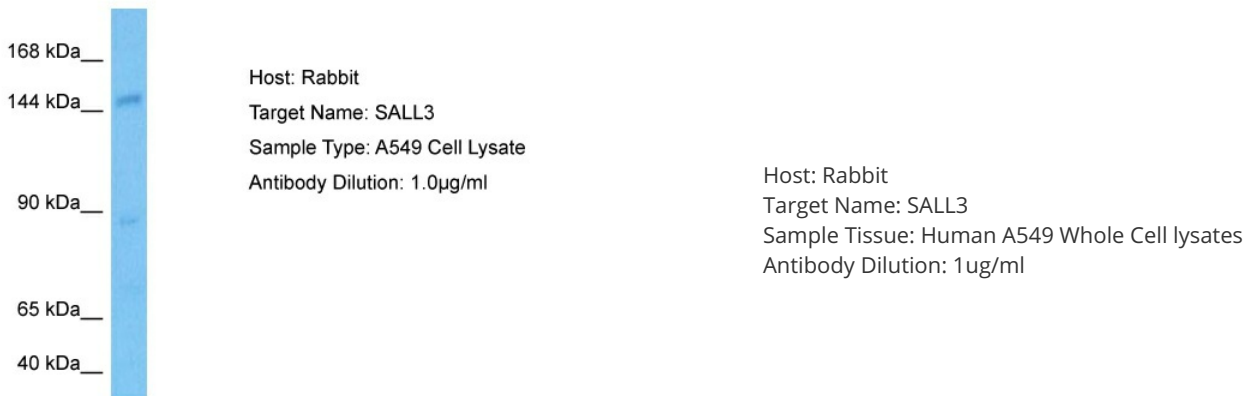 168 kDa__
144 kDa__
90 kDa__
65 kDa__
40 kDa__
Host: Rabbit
Target Name: SALL3
Sample Type: A549 Cell Lysate
Antibody Dilution: 1.0µg/ml
Host: Rabbit
Target Name: SALL3
Sample Tissue: Human A549 Whole Cell lysates
Antibody Dilution: 1ug/ml